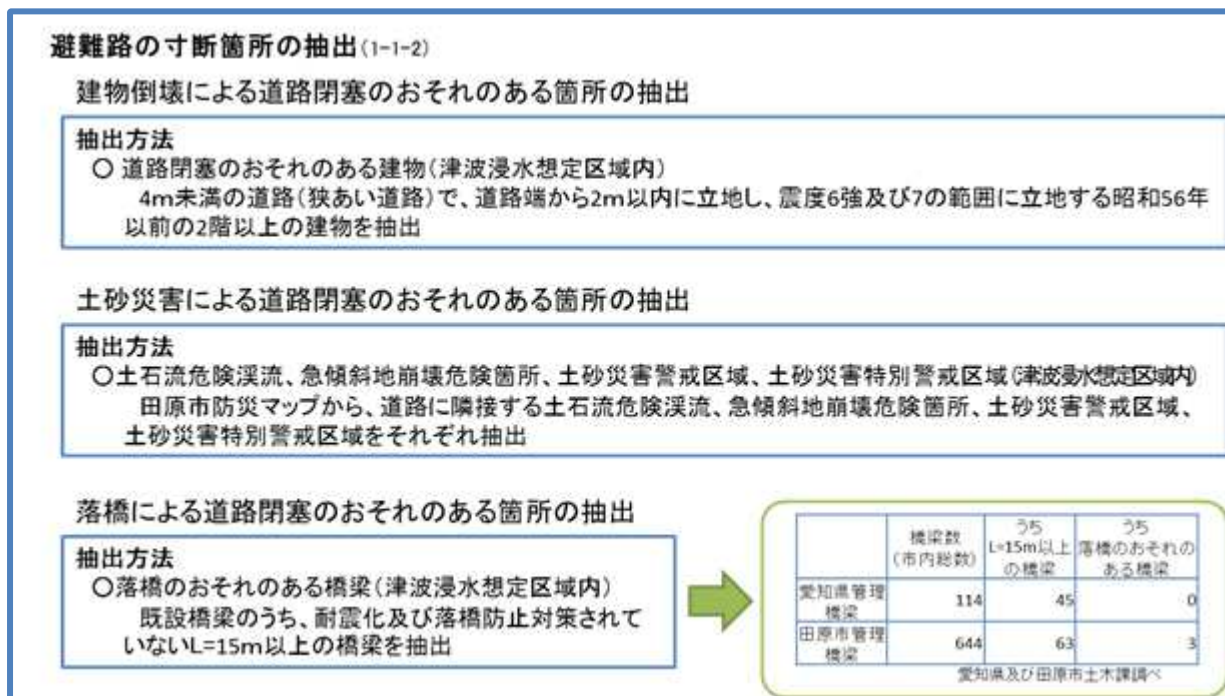 避難路の寸断箇所の抽出(1-1-2)
建物倒壊による道路閉塞のおそれのある箇所の抽出
抽出方法
○ 道路閉塞のおそれのある建物(津波浸水想定区域内)
4m未満の道路(狭あい道路)で、道路端から2m以内に立地し、震度6強及び7の範囲に立地する昭和56年
以前の2階以上の建物を抽出
土砂災害による道路閉塞のおそれのある箇所の抽出
抽出方法
○土石流危険渓流、急傾斜地崩壊危険箇所、土砂災害警戒区域、土砂災害特別警戒区域(津波浸水想定区域内)
田原市防災マップから、道路に隣接する土石流危険渓流、急傾斜地崩壊危険箇所、土砂災害警戒区域、
土砂災害特別警戒区域をそれぞれ抽出
落橋による道路閉塞のおそれのある箇所の抽出
抽出方法
○落橋のおそれのある橋梁(津波浸水想定区域内)
既設橋梁のうち、耐震化及び落橋防止対策されて
いないL=15m以上の橋梁を抽出
橋梁数
(市内総数)
うち
L=15m以上
の橋梁
うち
落橋のおそれの
ある橋梁
愛知県管理
橋梁
114 45 0
田原市管理
橋梁
644 63 3
愛知県及び田原市土木課調べ